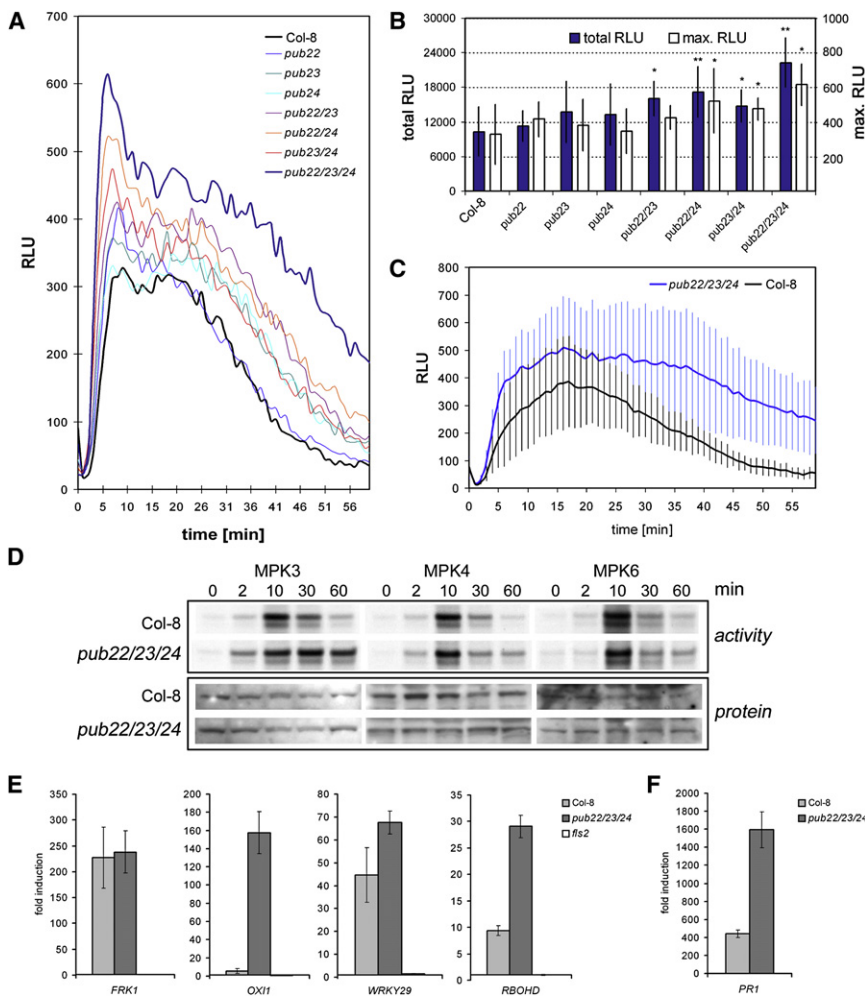 A
Col-8
pub22
pub23
pub24
pub22/23
pub22/24
pub23/24
pub22/23/24
RLU
700
600
500
400
300
200
100
00
0 5 10 15 20 26 31 36 41 46 51 56
time [min]
B
total RLU max. RLU
total RLU
30000
24000
18000
12000
6000
0
max. RLU
1000
800
600
400
200
* ** * * * ** *
Col-8 pub22 pub23 pub24 pub22/23 pub22/24 pub23/24 pub22/23/24
C
pub22/23/24 Col-8
RLU
800
700
600
500
400
300
200
100
0
0 5 10 15 20 25 30 35 40 45 50 55
time [min]
D
MPK3 MPK4 MPK6
0 2 10 30 60 0 2 10 30 60 0 2 10 30 60 min
Col-8
pub22/23/24
activity
Col-8
pub22/23/24
protein
E
fold induction
350
300
250
200
150
100
50
0
FRK1
200
180
160
140
120
100
80
60
40
20
0
OXI1
80
70
60
50
40
30
20
10
0
WRKY29
35
30
25
20
15
10
5
0
RBOHD
Col-8
pub22/23/24
fls2
F
fold induction
2000
1800
1600
1400
1200
1000
800
600
400
200
0
PR1
Col-8
pub22/23/24